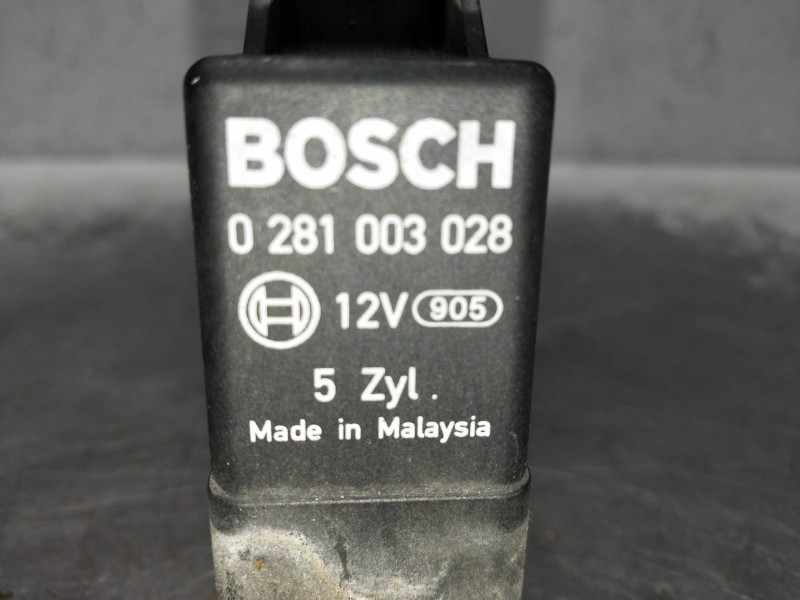 BOSCH
0 281 003 028
12V 905
5 Zyl.
Made in Malaysia